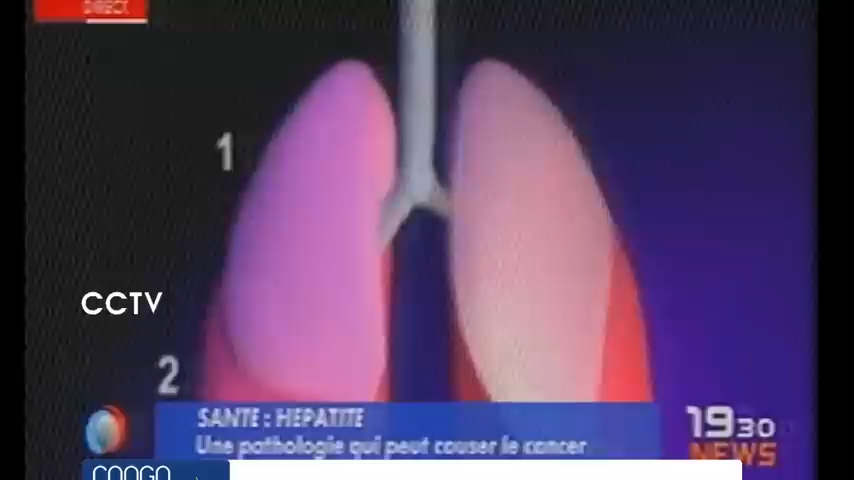 DIRECT
1
CCTV
2
SANTE : HEPATITE
Une pathologie qui peut causer le cancer
19 30
NEWS
CONGO